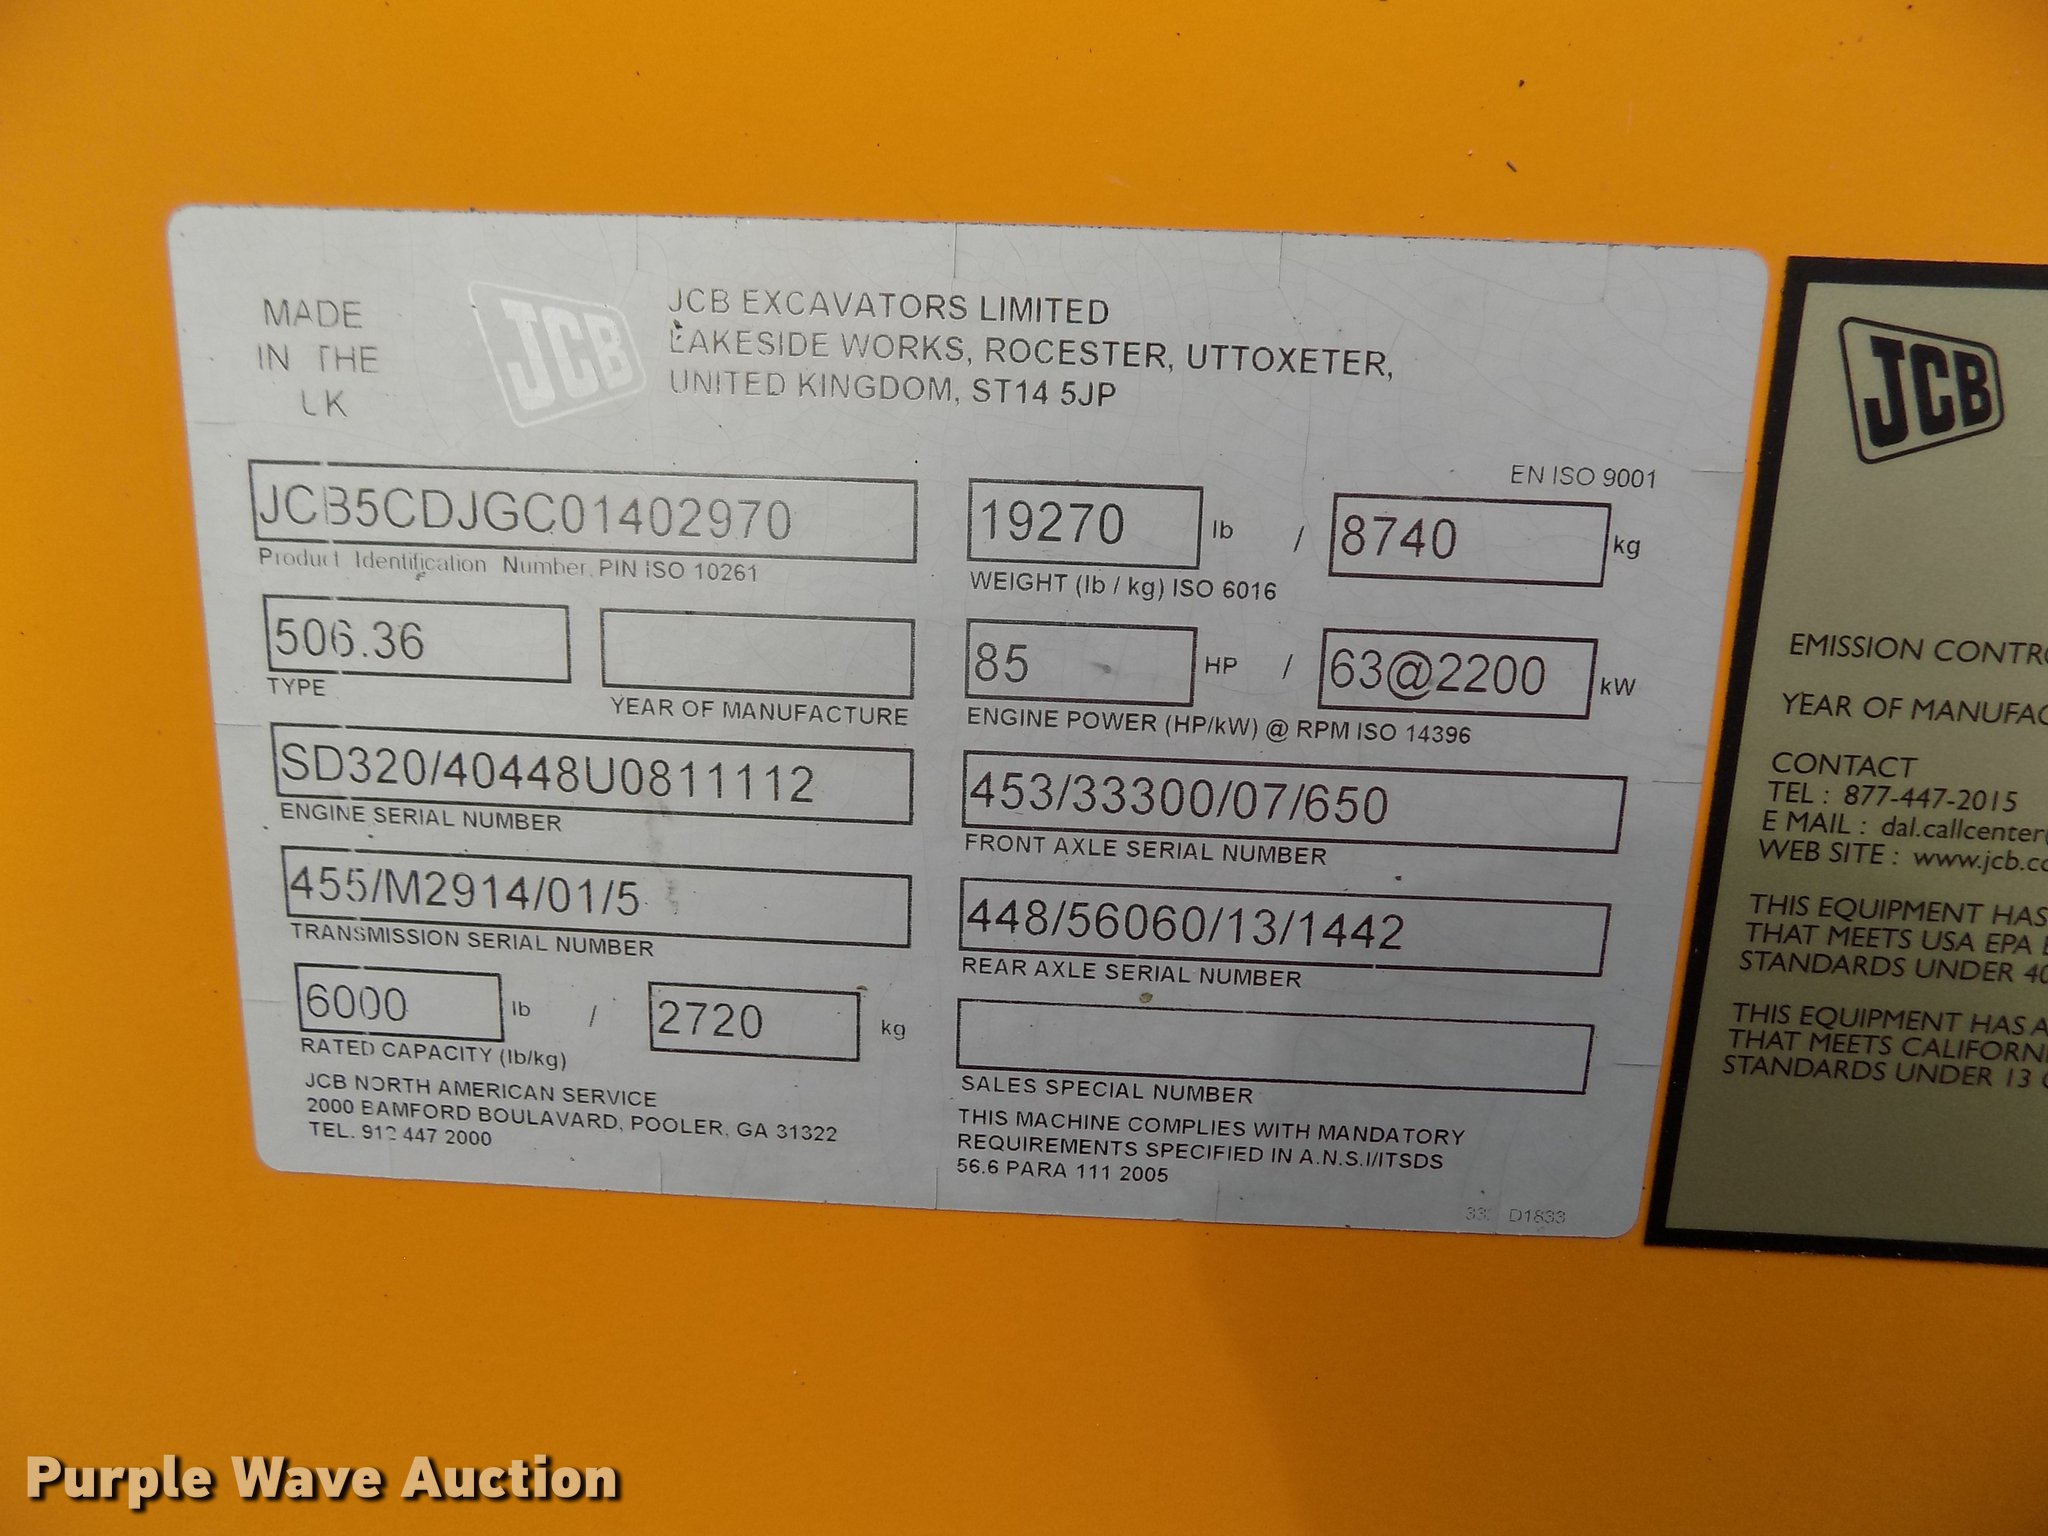 MADE
IN THE
UK
JCB
JCB EXCAVATORS LIMITED
LAKESIDE WORKS, ROCESTER, UTTOXETER,
UNITED KINGDOM, ST14 5JP
EN ISO 9001
JCB5CDJGC01402970
Product Identification Number, PIN ISO 10261
19270 lb / 8740 kg
WEIGHT (lb / kg) ISO 6016
506.36
TYPE
YEAR OF MANUFACTURE
85 HP / 63@2200 kW
ENGINE POWER (HP/kW) @ RPM ISO 14396
SD320/40448U0811112
ENGINE SERIAL NUMBER
453/33300/07/650
FRONT AXLE SERIAL NUMBER
455/M2914/01/5
TRANSMISSION SERIAL NUMBER
448/56060/13/1442
REAR AXLE SERIAL NUMBER
6000 lb / 2720 kg
RATED CAPACITY (lb/kg)
SALES SPECIAL NUMBER
JCB NORTH AMERICAN SERVICE
2000 BAMFORD BOULAVARD, POOLER, GA 31322
TEL. 912 447 2000
THIS MACHINE COMPLIES WITH MANDATORY
REQUIREMENTS SPECIFIED IN A.N.S.I/ITSDS
56.6 PARA 111 2005
D1833
JCB
EMISSION CONTR
YEAR OF MANUFAC
CONTACT
TEL : 877-447-2015
E MAIL : dal.callcenter
WEB SITE : www.jcb.co
THIS EQUIPMENT HAS
THAT MEETS USA EPA
STANDARDS UNDER 40
THIS EQUIPMENT HAS A
THAT MEETS CALIFORN
STANDARDS UNDER 13
Purple Wave Auction